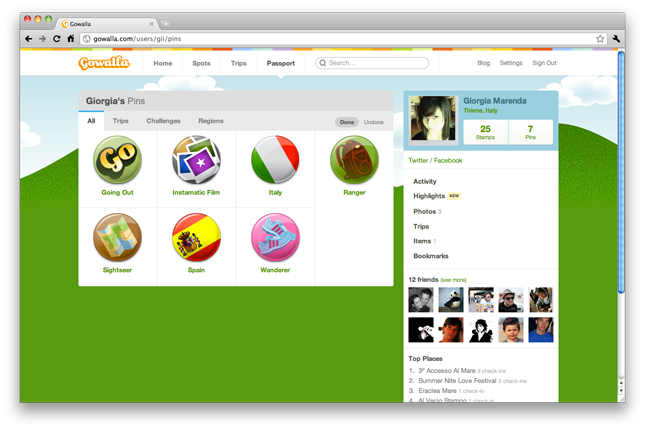 Gowalla
gowalla.com/users/gii/pins
Gowalla
Home
Spots
Trips
Passport
Search...
Blog
Settings
Sign Out
Giorgia's Pins
All
Trips
Challenges
Regions
Done
Undone
GO
Going Out
Instamatic Film
Italy
Ranger
Sightseer
Spain
Wanderer
Giorgia Marenda
Thiene, Italy
25
Stamps
7
Pins
Twitter / Facebook
Activity
Highlights NEW
Photos 3
Trips
Items 1
Bookmarks
12 friends (see more)
Top Places
1. 3º Accesso Al Mare 3 check-ins
2. Summer Nite Love Festival 2 check-ins
3. Eraclea Mare 1 check-in
4. Al Vecio Stampo 1 check-in